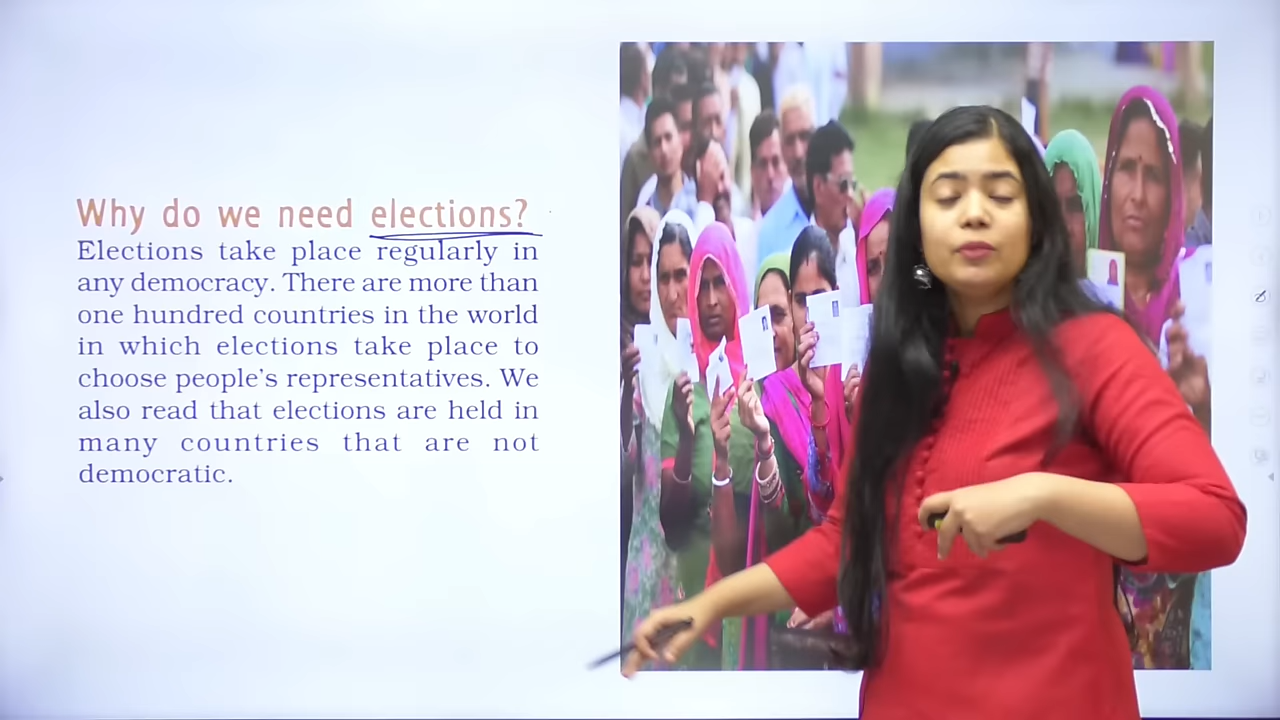 Why do we need elections?
Elections take place regularly in
any democracy. There are more than
one hundred countries in the world
in which elections take place to
choose people's representatives. We
also read that elections are held in
many countries that are not
democratic.